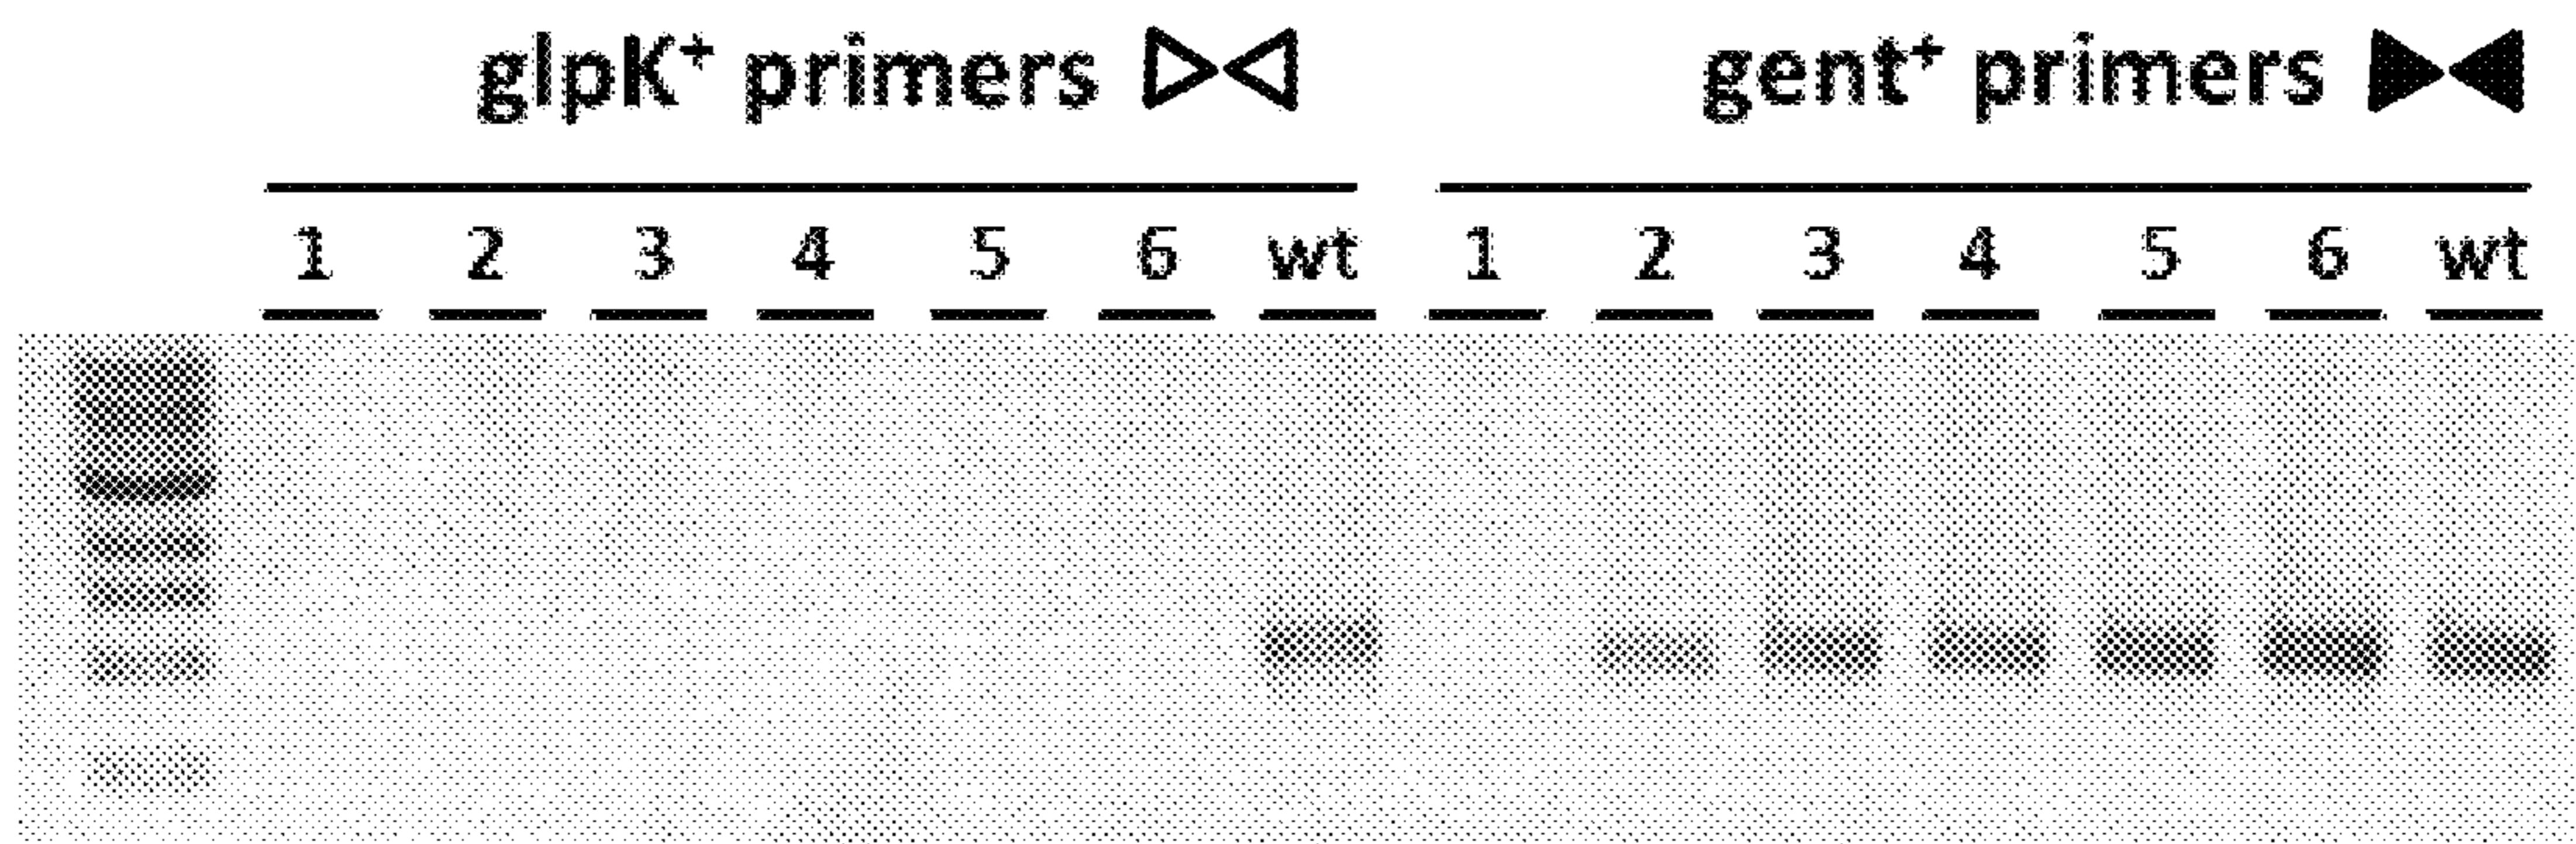 glpK⁺ primers gent⁺ primers
1 2 3 4 5 6 wt 1 2 3 4 5 6 wt